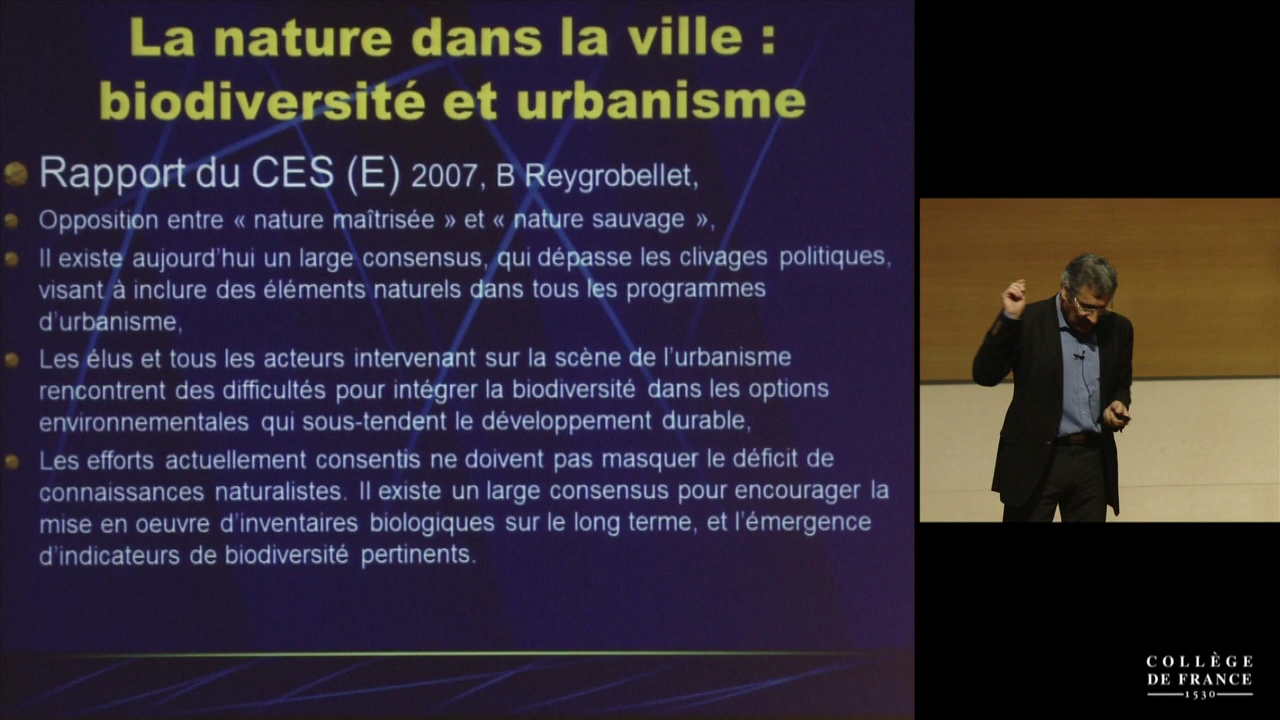 La nature dans la ville :
biodiversité et urbanisme
Rapport du CES (E) 2007, B Reygrobellet,
Opposition entre « nature maîtrisée » et « nature sauvage »,
Il existe aujourd'hui un large consensus, qui dépasse les clivages politiques,
visant à inclure des éléments naturels dans tous les programmes
d'urbanisme,
Les élus et tous les acteurs intervenant sur la scène de l'urbanisme
rencontrent des difficultés pour intégrer la biodiversité dans les options
environnementales qui sous-tendent le développement durable,
Les efforts actuellement consentis ne doivent pas masquer le déficit de
connaissances naturalistes. Il existe un large consensus pour encourager la
mise en oeuvre d'inventaires biologiques sur le long terme, et l'émergence
d'indicateurs de biodiversité pertinents.
COLLÈGE
DE FRANCE
1530